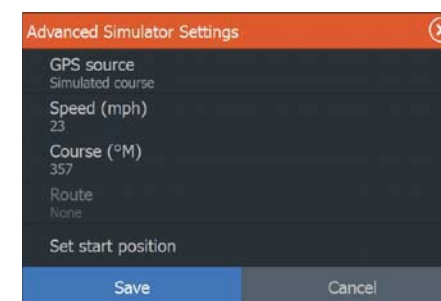 Advanced Simulator Settings
GPS source
Simulated course
Speed (mph)
23
Course (°M)
357
Route
None
Set start position
Save Cancel